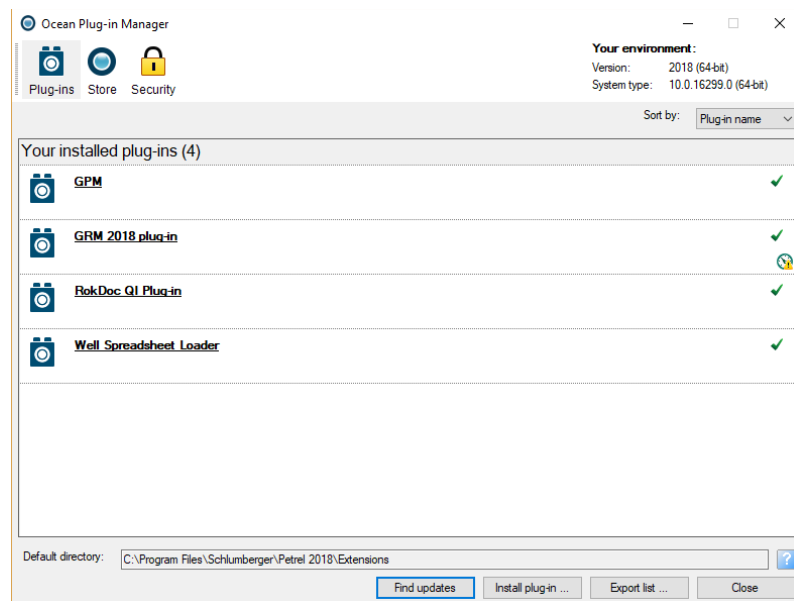 Ocean Plug-in Manager
Plug-ins Store Security
Your environment:
Version: 2018 (64-bit)
System type: 10.0.16299.0 (64-bit)
Sort by: Plug-in name
Your installed plug-ins (4)
GPM
GRM 2018 plug-in
RokDoc QI Plug-in
Well Spreadsheet Loader
Default directory: C:\Program Files\Schlumberger\Petrel 2018\Extensions
?
Find updates Install plug-in ... Export list ... Close